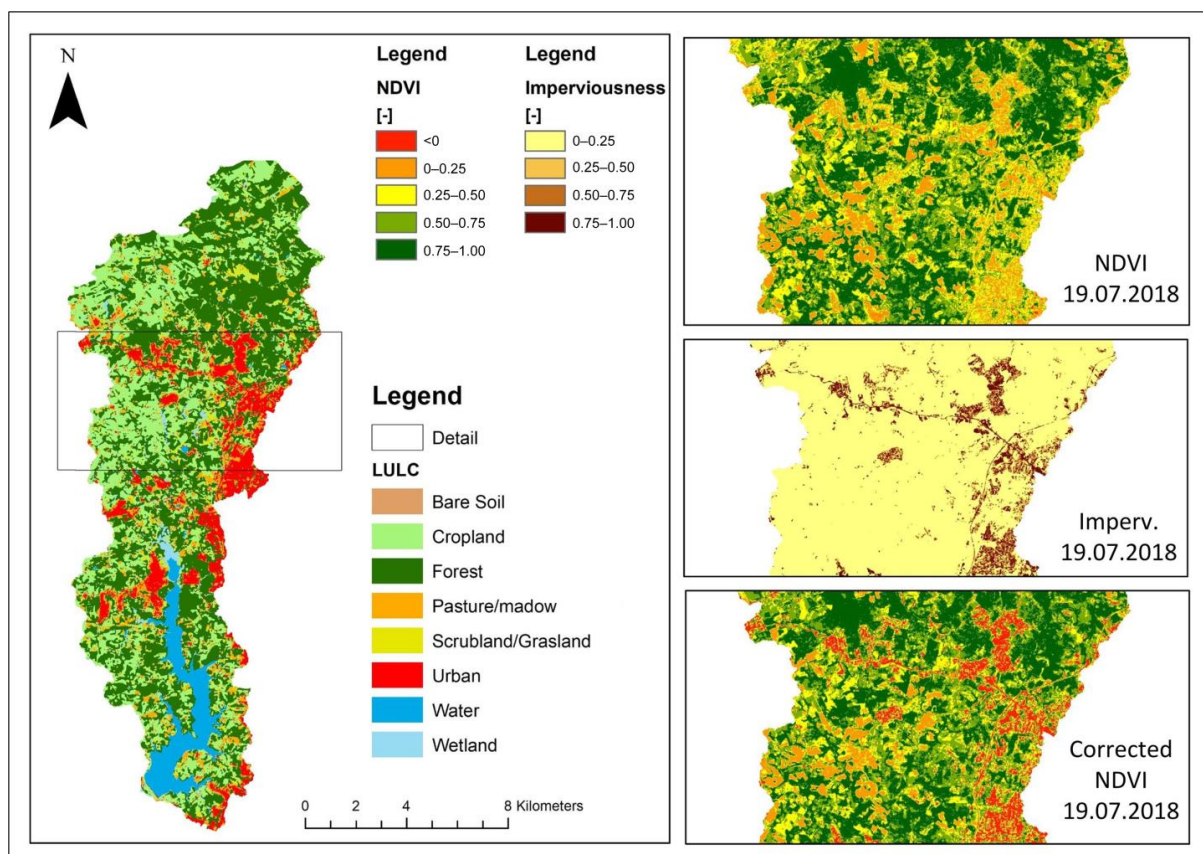 N
Legend
NDVI
[-]
<0
0–0.25
0.25–0.50
0.50–0.75
0.75–1.00
Legend
Imperviousness
[-]
0–0.25
0.25–0.50
0.50–0.75
0.75–1.00
Legend
Detail
LULC
Bare Soil
Cropland
Forest
Pasture/madow
Scrubland/Grasland
Urban
Water
Wetland
0 2 4 8 Kilometers
NDVI
19.07.2018
Imperv.
19.07.2018
Corrected
NDVI
19.07.2018